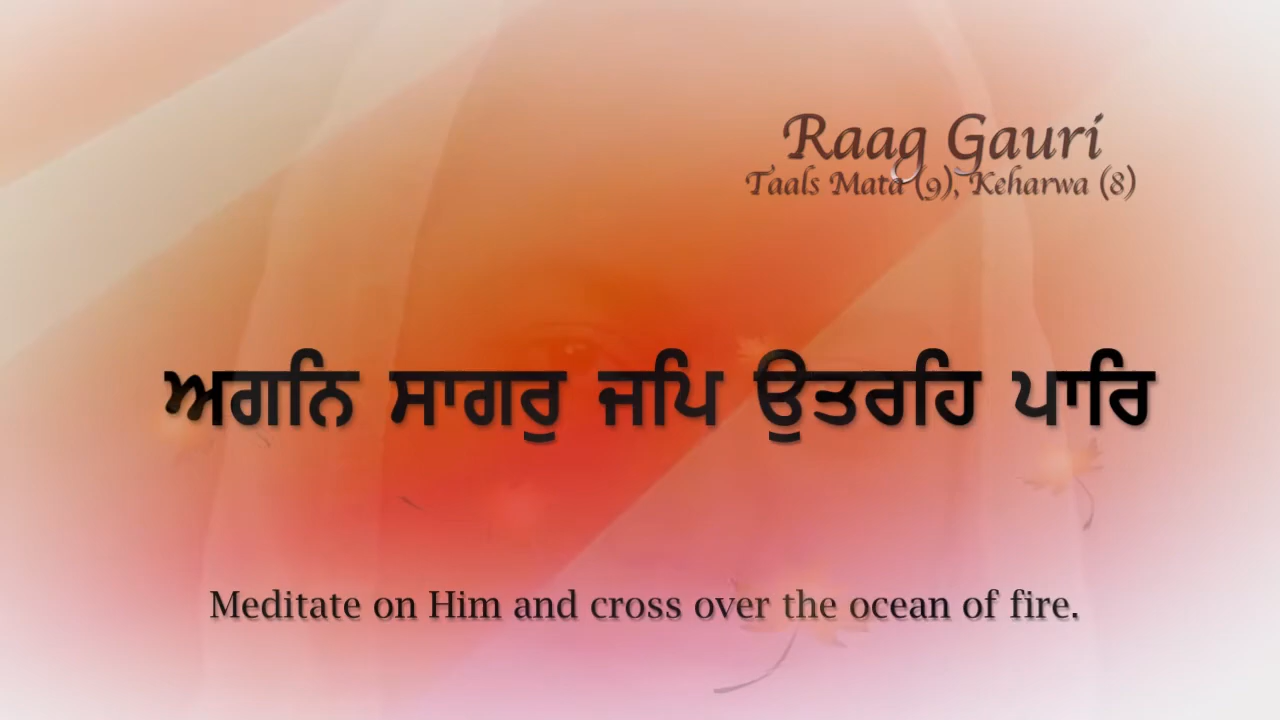 Raag Gauri
Taals Mata (9), Keharwa (8)
ਅਗਨਿ ਸਾਗਰੁ ਜਪਿ ਉਤਰਹਿ ਪਾਰਿ
Meditate on Him and cross over the ocean of fire.